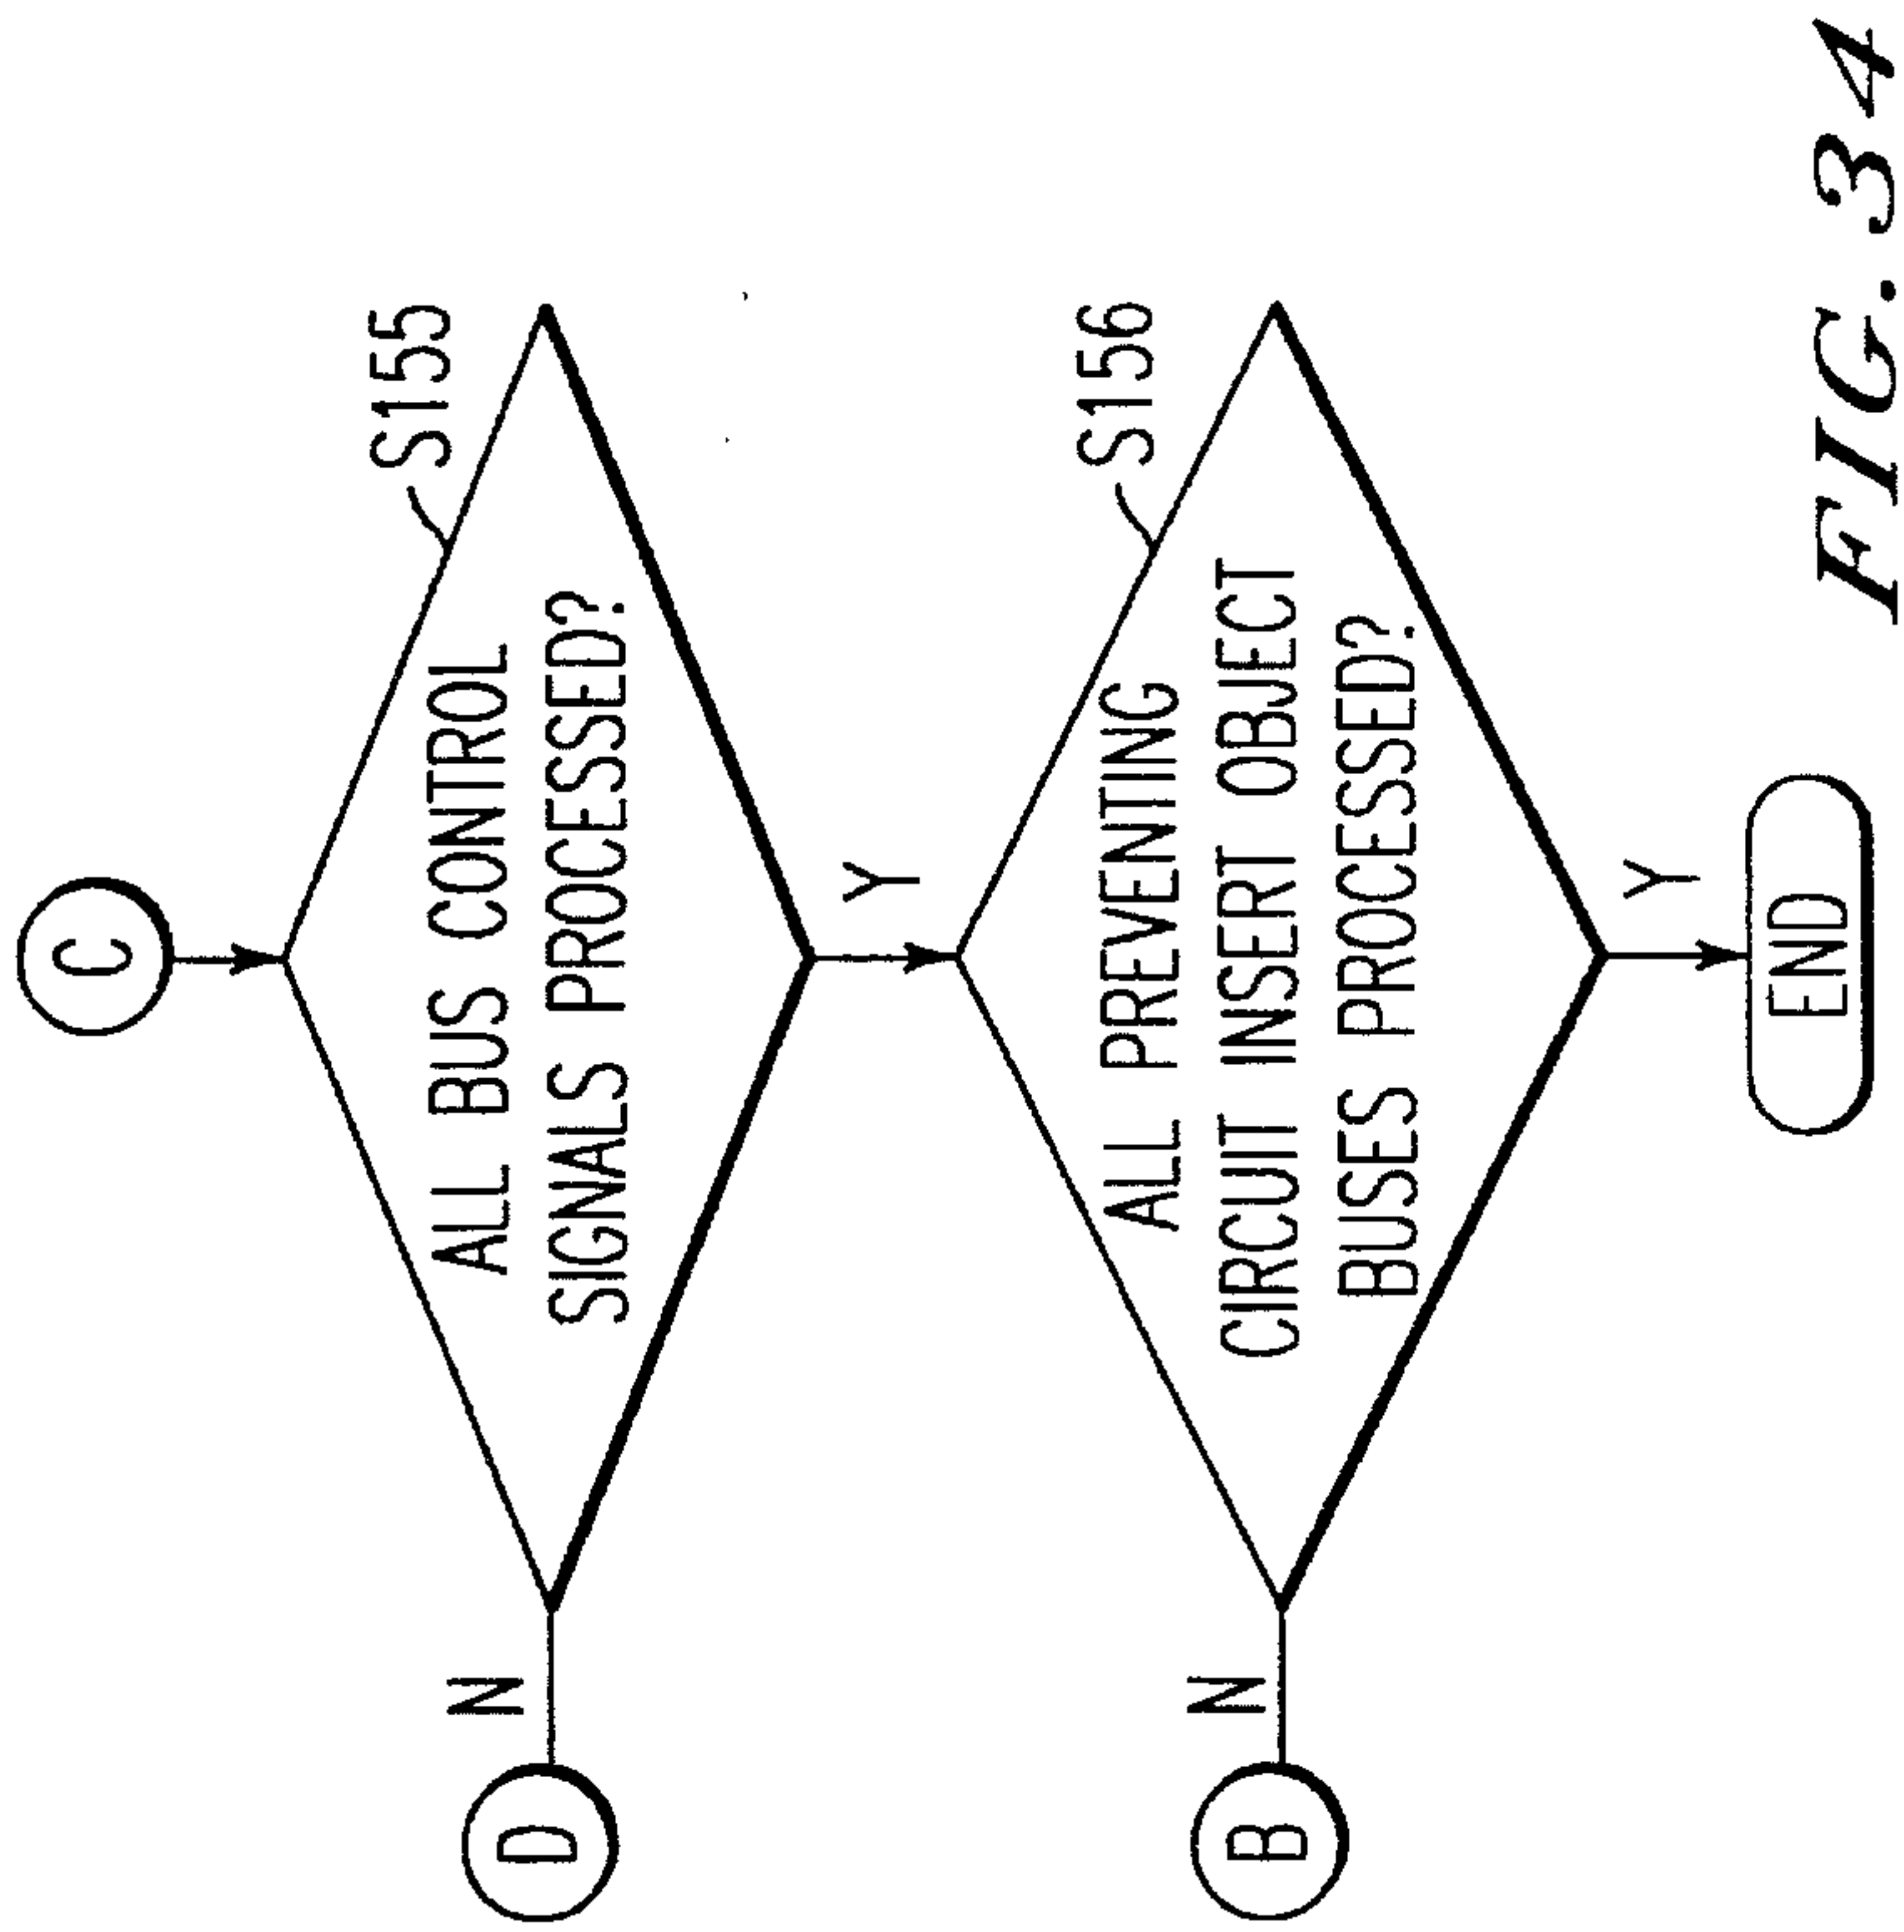 C
S155
ALL BUS CONTROL
SIGNALS PROCESSED?
N
D
Y
S156
ALL PREVENTING
CIRCUIT INSERT OBJECT
BUSES PROCESSED?
N
B
Y
END
FIG. 34